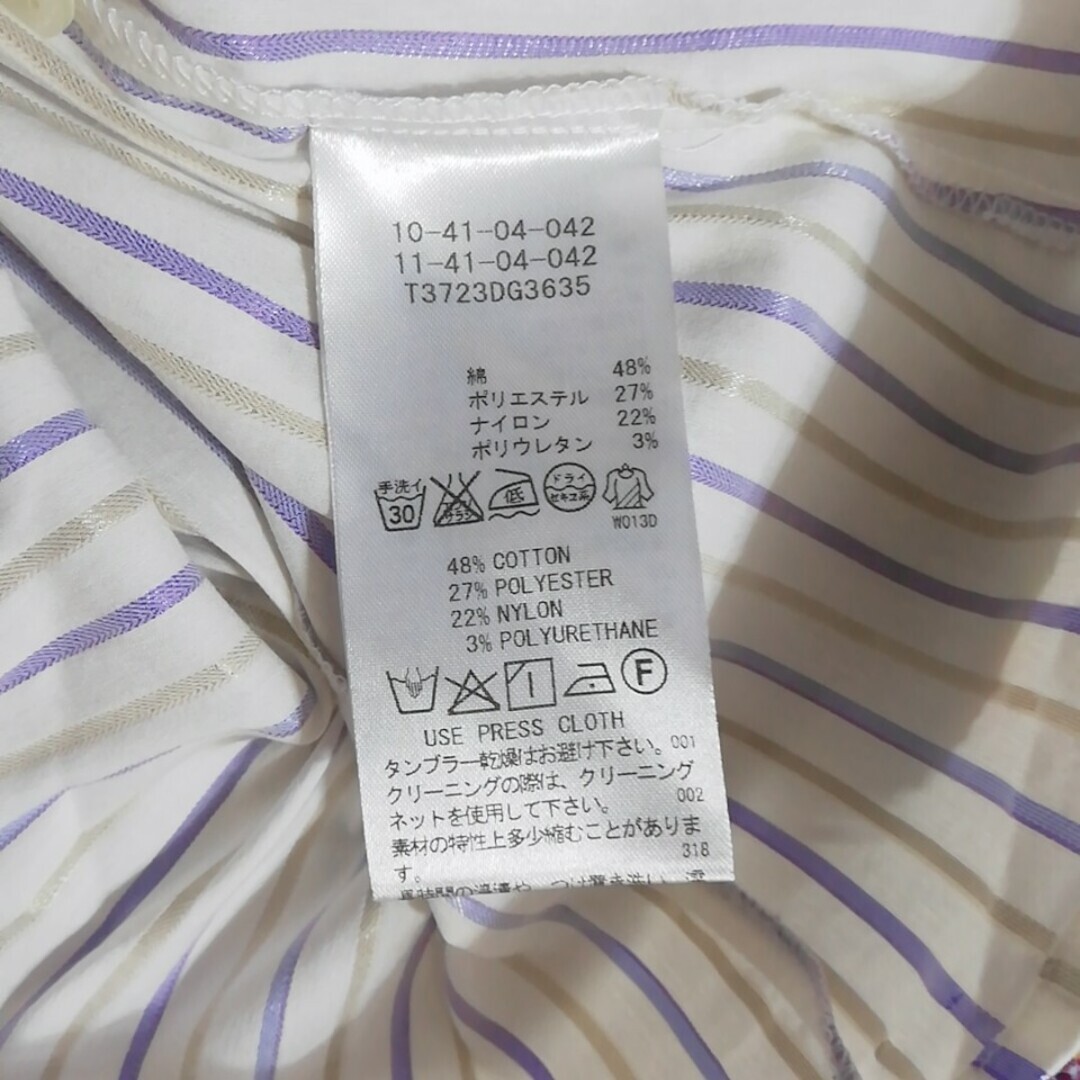 10-41-04-042
11-41-04-042
T3723DG3635
綿 48%
ポリエステル 27%
ナイロン 22%
ポリウレタン 3%
手洗イ 30 低 ドライ セキユ系
W013D
48% COTTON
27% POLYESTER
22% NYLON
3% POLYURETHANE
F
USE PRESS CLOTH
タンブラー乾燥はお避け下さい。 001
クリーニングの際は、クリーニング
ネットを使用して下さい。 002
素材の特性上多少縮むことがありま
す。 318